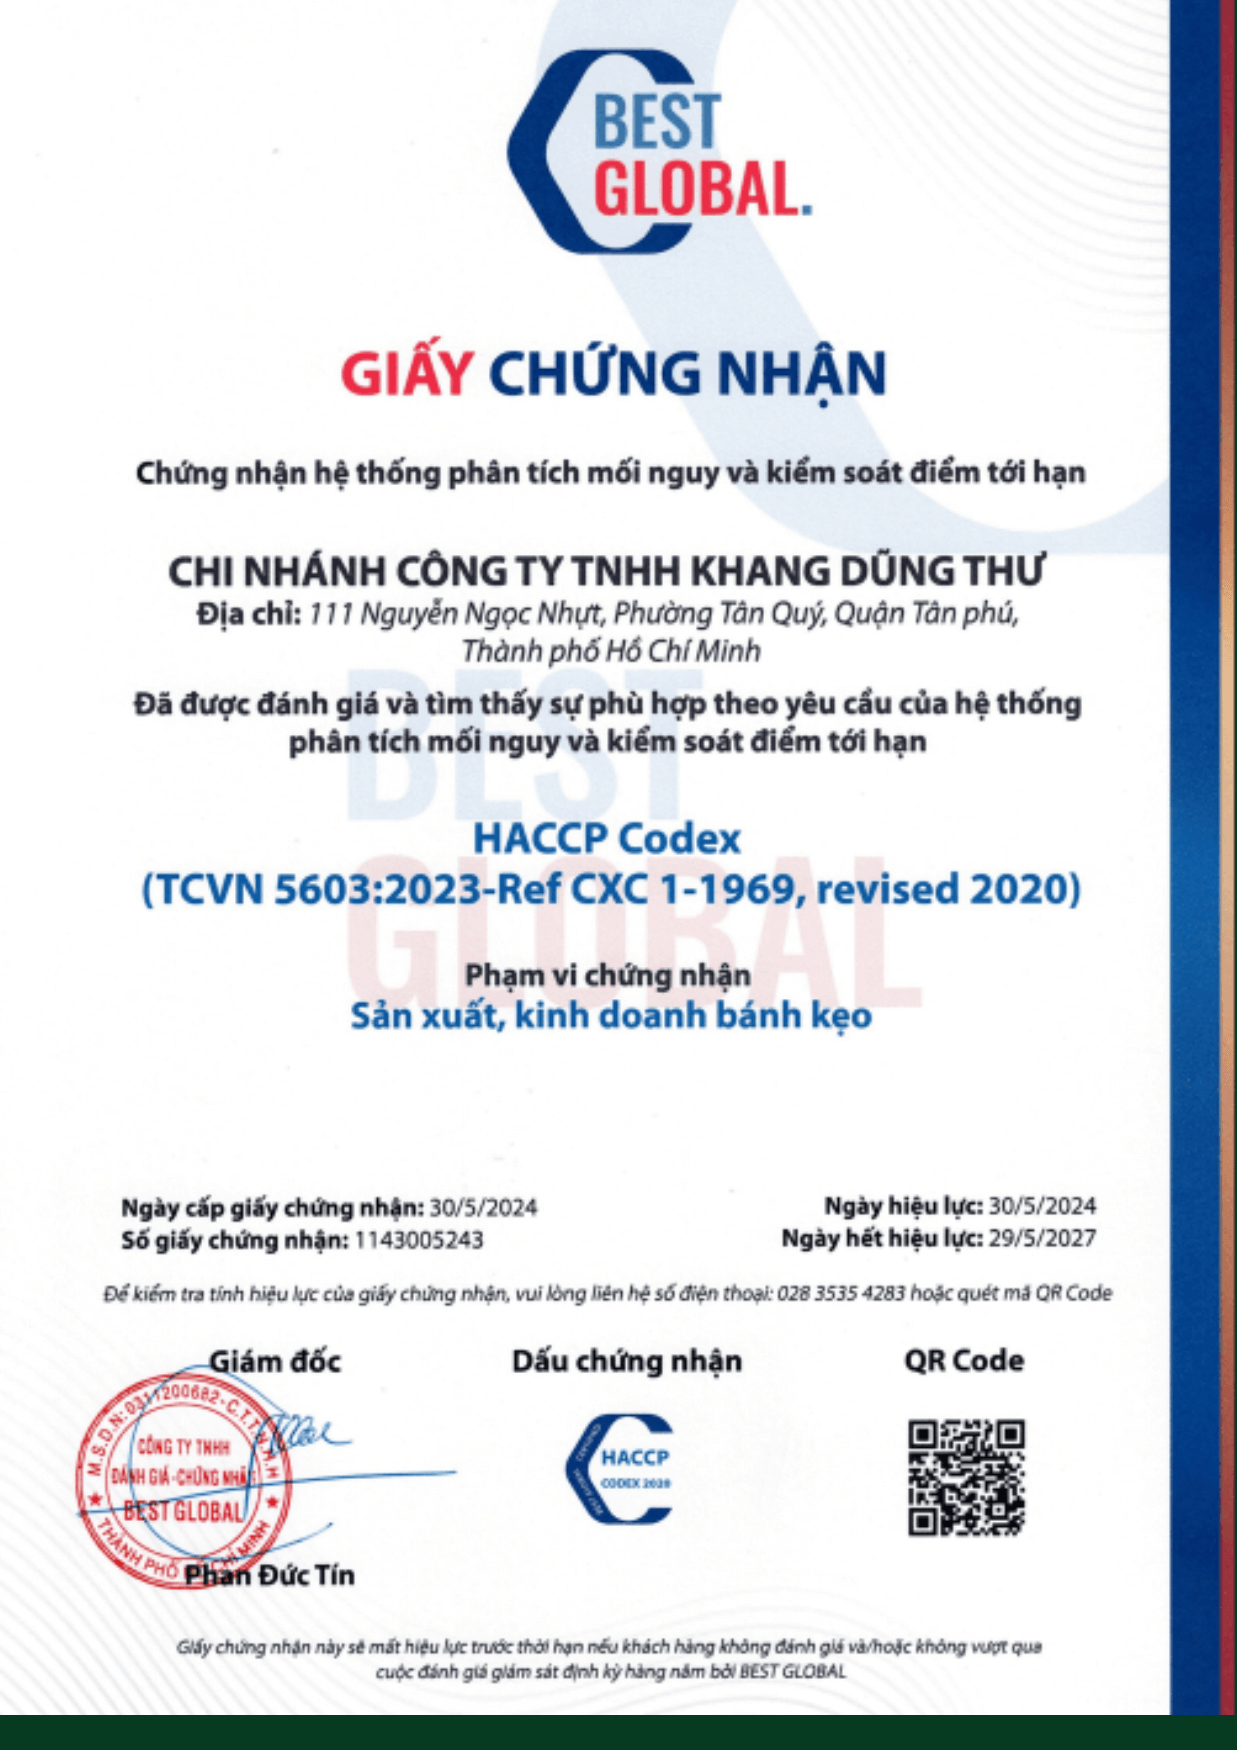 BEST
GLOBAL.
GIẤY CHỨNG NHẬN
Chứng nhận hệ thống phân tích mối nguy và kiểm soát điểm tới hạn
CHI NHÁNH CÔNG TY TNHH KHANG DŨNG THƯ
Địa chỉ: 111 Nguyễn Ngọc Nhựt, Phường Tân Quý, Quận Tân phú,
Thành phố Hồ Chí Minh
Đã được đánh giá và tìm thấy sự phù hợp theo yêu cầu của hệ thống
phân tích mối nguy và kiểm soát điểm tới hạn
BEST
GLOBAL
HACCP Codex
(TCVN 5603:2023-Ref CXC 1-1969, revised 2020)
Phạm vi chứng nhận
Sản xuất, kinh doanh bánh kẹo
Ngày cấp giấy chứng nhận: 30/5/2024
Ngày hiệu lực: 30/5/2024
Số giấy chứng nhận: 1143005243
Ngày hết hiệu lực: 29/5/2027
Để kiểm tra tính hiệu lực của giấy chứng nhận, vui lòng liên hệ số điện thoại: 028 3535 4283 hoặc quét mã QR Code
Giám đốc
Dấu chứng nhận
QR Code
M.S.D.N: 0311200682-C.T.T.N.H.H
CÔNG TY TNHH
ĐÁNH GIÁ-CHỨNG NHẬN
BEST GLOBAL
THÀNH PHỐ HỒ CHÍ MINH
HACCP
CODEX 2020
Phan Đức Tín
Giấy chứng nhận này sẽ mất hiệu lực trước thời hạn nếu khách hàng không đánh giá và/hoặc không vượt qua
cuộc đánh giá giám sát định kỳ hàng năm bởi BEST GLOBAL